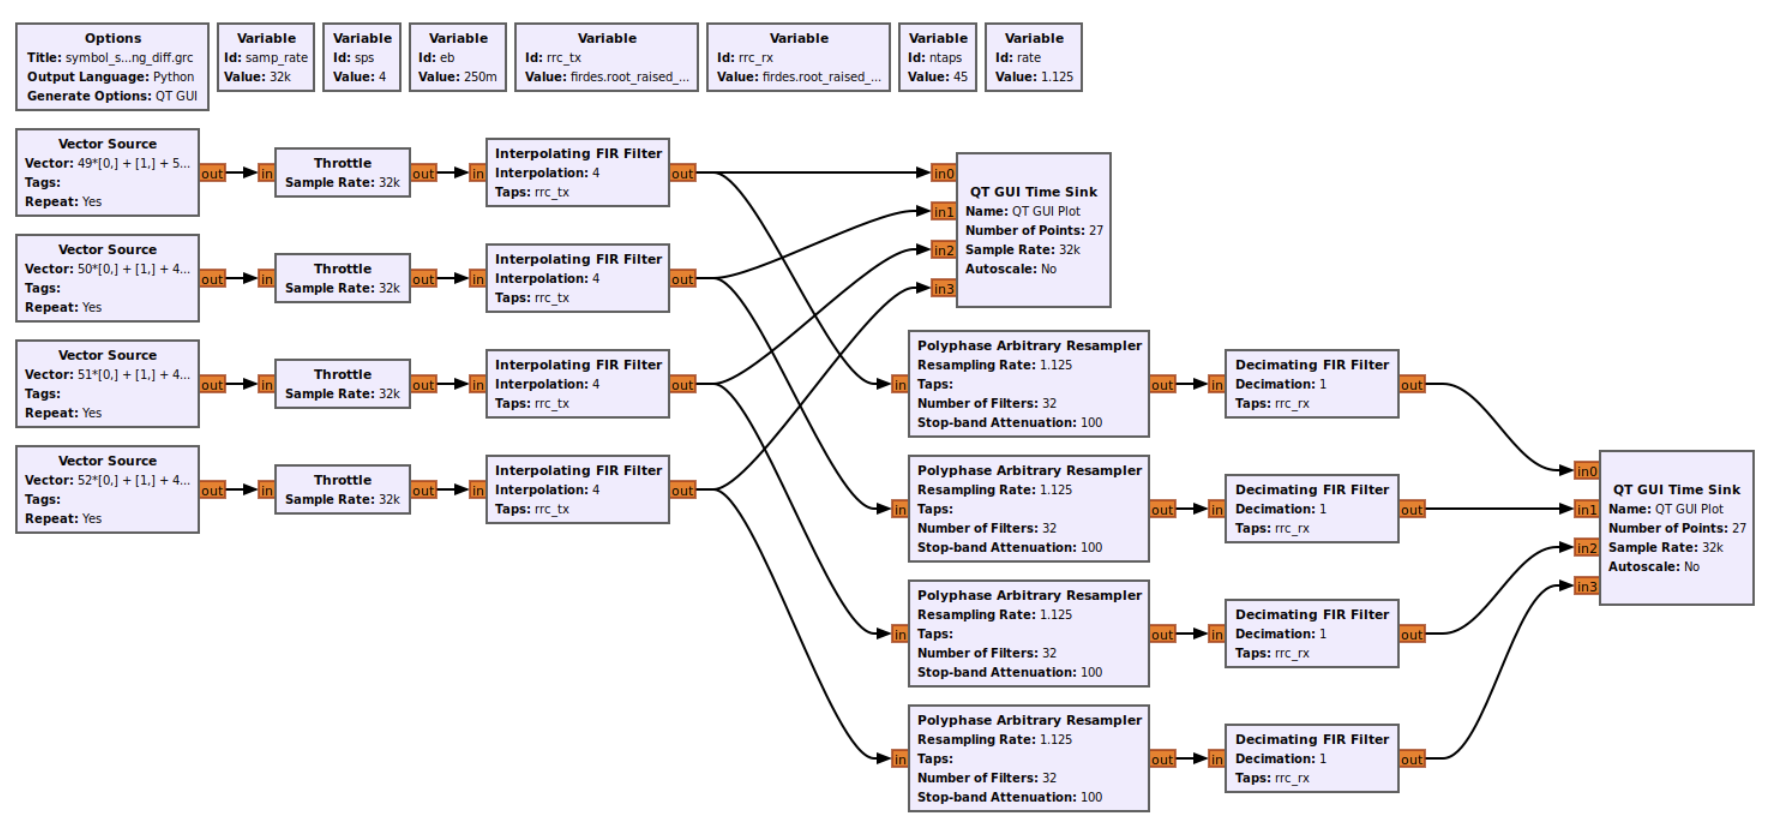 Options
Title: symbol_s...ng_diff.grc
Output Language: Python
Generate Options: QT GUI
Variable
Id: samp_rate
Value: 32k
Variable
Id: sps
Value: 4
Variable
Id: eb
Value: 250m
Variable
Id: rrc_tx
Value: firdes.root_raised_...
Variable
Id: rrc_rx
Value: firdes.root_raised_...
Variable
Id: ntaps
Value: 45
Variable
Id: rate
Value: 1.125
Vector Source
Vector: 49*[0,] + [1,] + 5...
Tags:
Repeat: Yes
out
in
Throttle
Sample Rate: 32k
out
in
Interpolating FIR Filter
Interpolation: 4
Taps: rrc_tx
out
Vector Source
Vector: 50*[0,] + [1,] + 4...
Tags:
Repeat: Yes
out
in
Throttle
Sample Rate: 32k
out
in
Interpolating FIR Filter
Interpolation: 4
Taps: rrc_tx
out
Vector Source
Vector: 51*[0,] + [1,] + 4...
Tags:
Repeat: Yes
out
in
Throttle
Sample Rate: 32k
out
in
Interpolating FIR Filter
Interpolation: 4
Taps: rrc_tx
out
Vector Source
Vector: 52*[0,] + [1,] + 4...
Tags:
Repeat: Yes
out
in
Throttle
Sample Rate: 32k
out
in
Interpolating FIR Filter
Interpolation: 4
Taps: rrc_tx
out
in0
in1
in2
in3
QT GUI Time Sink
Name: QT GUI Plot
Number of Points: 27
Sample Rate: 32k
Autoscale: No
in
Polyphase Arbitrary Resampler
Resampling Rate: 1.125
Taps:
Number of Filters: 32
Stop-band Attenuation: 100
out
in
Decimating FIR Filter
Decimation: 1
Taps: rrc_rx
out
in
Polyphase Arbitrary Resampler
Resampling Rate: 1.125
Taps:
Number of Filters: 32
Stop-band Attenuation: 100
out
in
Decimating FIR Filter
Decimation: 1
Taps: rrc_rx
out
in
Polyphase Arbitrary Resampler
Resampling Rate: 1.125
Taps:
Number of Filters: 32
Stop-band Attenuation: 100
out
in
Decimating FIR Filter
Decimation: 1
Taps: rrc_rx
out
in
Polyphase Arbitrary Resampler
Resampling Rate: 1.125
Taps:
Number of Filters: 32
Stop-band Attenuation: 100
out
in
Decimating FIR Filter
Decimation: 1
Taps: rrc_rx
out
in0
in1
in2
in3
QT GUI Time Sink
Name: QT GUI Plot
Number of Points: 27
Sample Rate: 32k
Autoscale: No